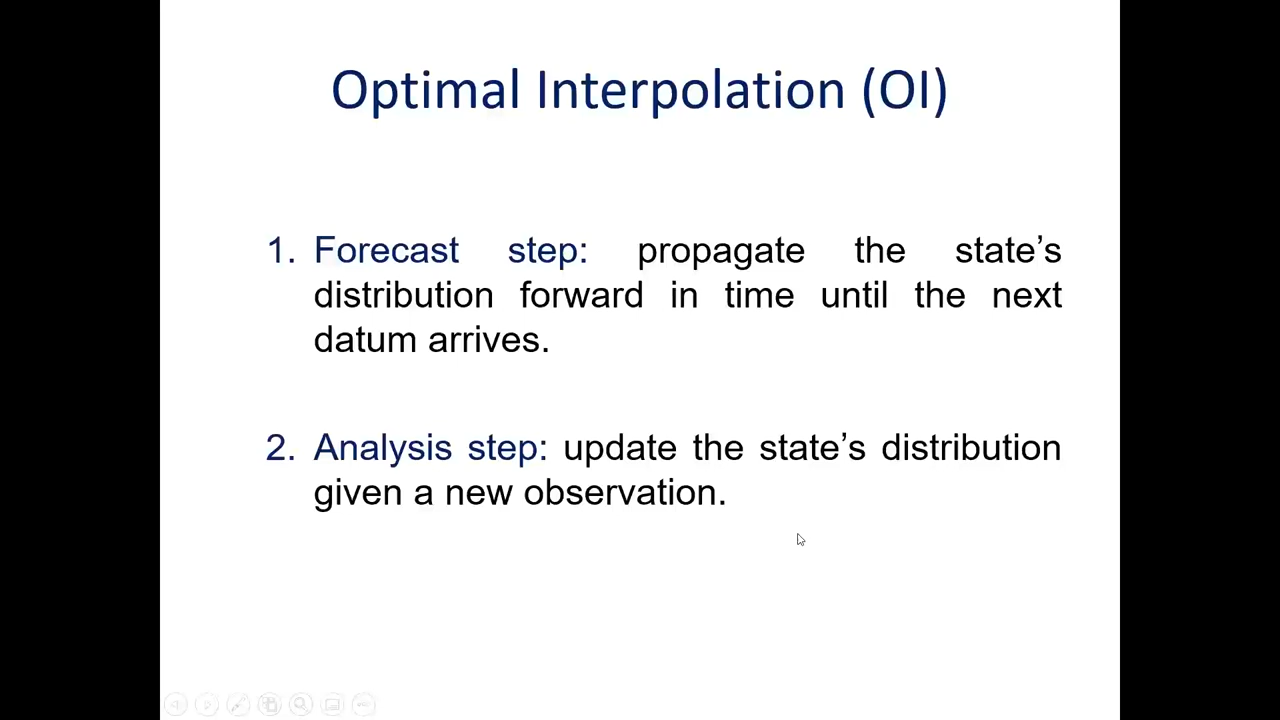 Optimal Interpolation (OI)
1. Forecast step: propagate the state’s
distribution forward in time until the next
datum arrives.
2. Analysis step: update the state’s distribution
given a new observation.